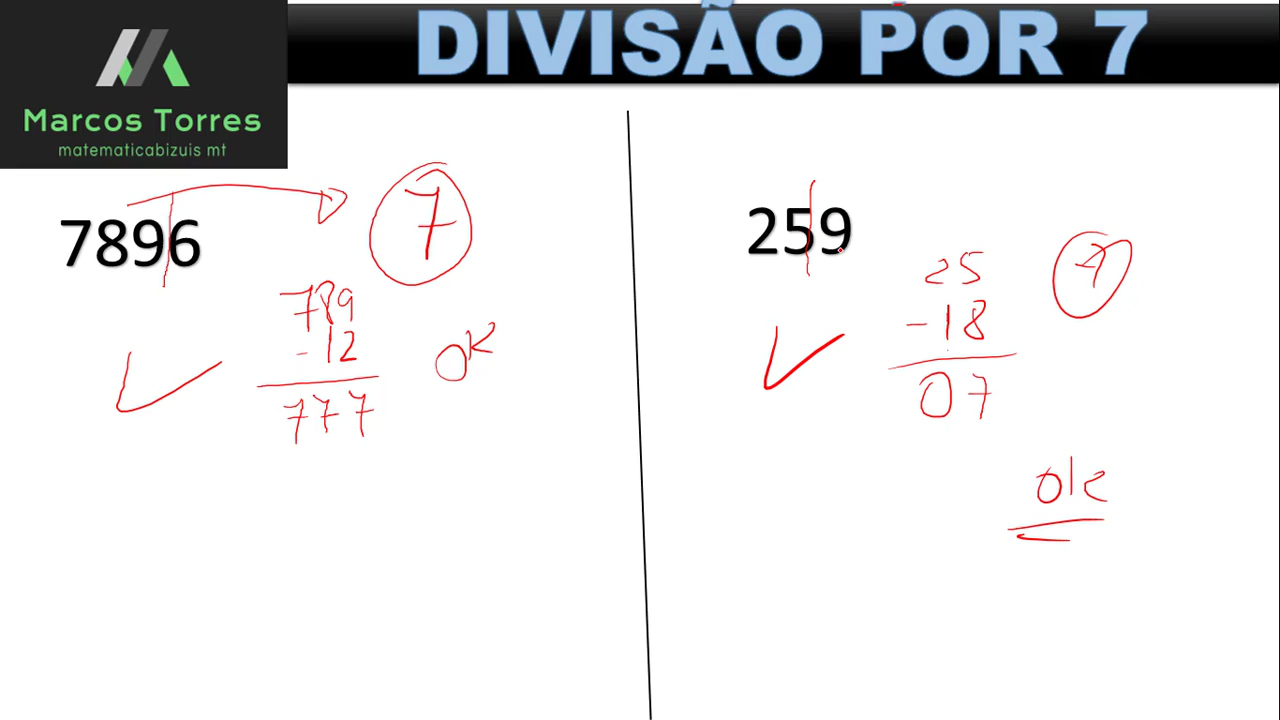 DIVISÃO POR 7
Marcos Torres
matematicabizuis mt
7896
7
789
-12
777
OK
259
25
-18
07
7
ok